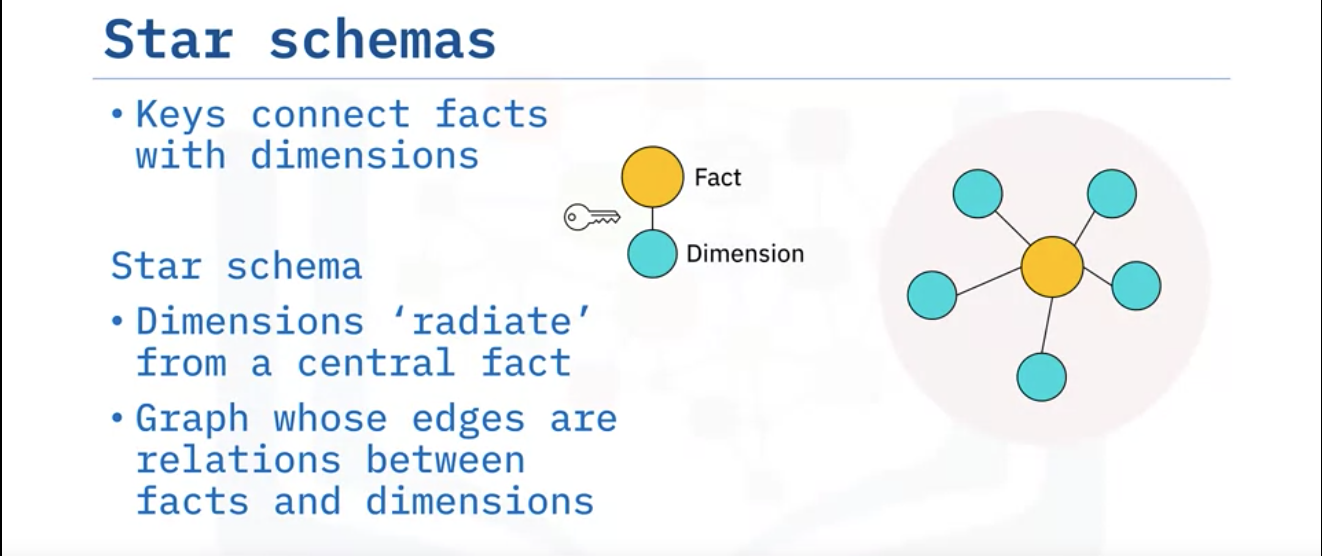 Star schemas
• Keys connect facts
with dimensions
Fact
Dimension
Star schema
• Dimensions ‘radiate’
from a central fact
• Graph whose edges are
relations between
facts and dimensions